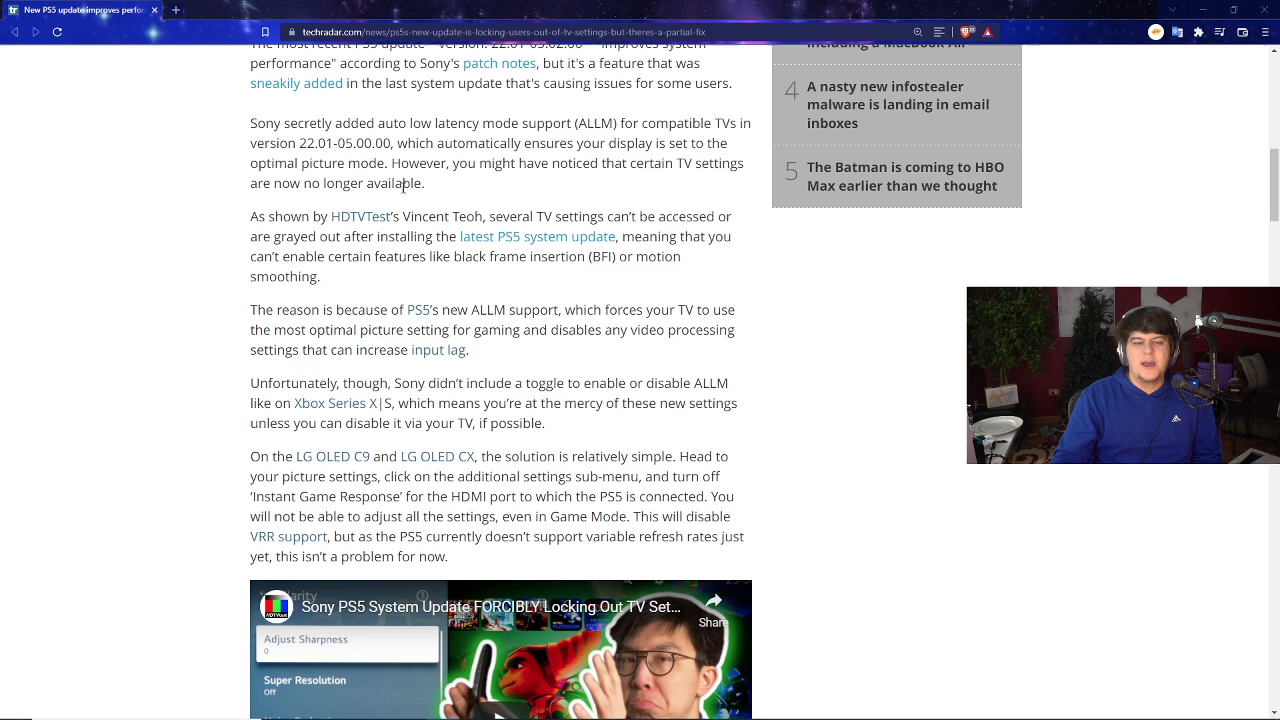 New PS5 update improves perfor
techradar.com/news/ps5s-new-update-is-locking-users-out-of-tv-settings-but-theres-a-partial-fix
performance" according to Sony's patch notes, but it's a feature that was
sneakily added in the last system update that's causing issues for some users.
Sony secretly added auto low latency mode support (ALLM) for compatible TVs in
version 22.01-05.00.00, which automatically ensures your display is set to the
optimal picture mode. However, you might have noticed that certain TV settings
are now no longer available.
As shown by HDTVTest's Vincent Teoh, several TV settings can't be accessed or
are grayed out after installing the latest PS5 system update, meaning that you
can't enable certain features like black frame insertion (BFI) or motion
smoothing.
The reason is because of PS5's new ALLM support, which forces your TV to use
the most optimal picture setting for gaming and disables any video processing
settings that can increase input lag.
Unfortunately, though, Sony didn't include a toggle to enable or disable ALLM
like on Xbox Series X|S, which means you're at the mercy of these new settings
unless you can disable it via your TV, if possible.
On the LG OLED C9 and LG OLED CX, the solution is relatively simple. Head to
your picture settings, click on the additional settings sub-menu, and turn off
'Instant Game Response' for the HDMI port to which the PS5 is connected. You
will not be able to adjust all the settings, even in Game Mode. This will disable
VRR support, but as the PS5 currently doesn't support variable refresh rates just
yet, this isn't a problem for now.
Sony PS5 System Update FORCIBLY Locking Out TV Set...
Share
Adjust Sharpness
0
Super Resolution
Off
including a MacBook Air
4 A nasty new infostealer
malware is landing in email
inboxes
5 The Batman is coming to HBO
Max earlier than we thought